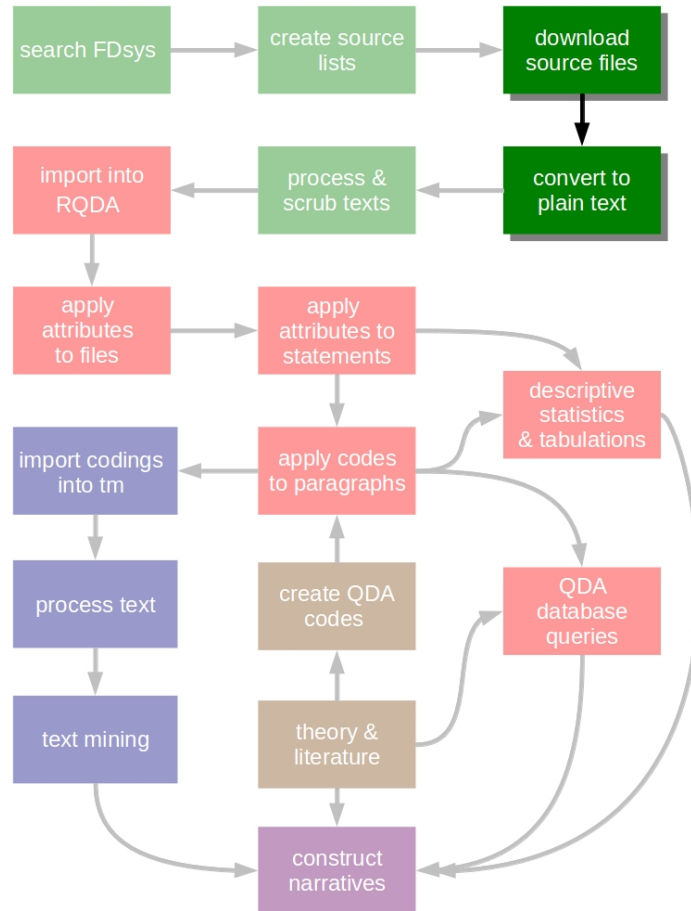 search FDsys
create source
lists
download
source files
import into
RQDA
process &
scrub texts
convert to
plain text
apply
attributes
to files
apply
attributes to
statements
descriptive
statistics
& tabulations
import codings
into tm
apply codes
to paragraphs
process text
create QDA
codes
QDA
database
queries
text mining
theory &
literature
construct
narratives